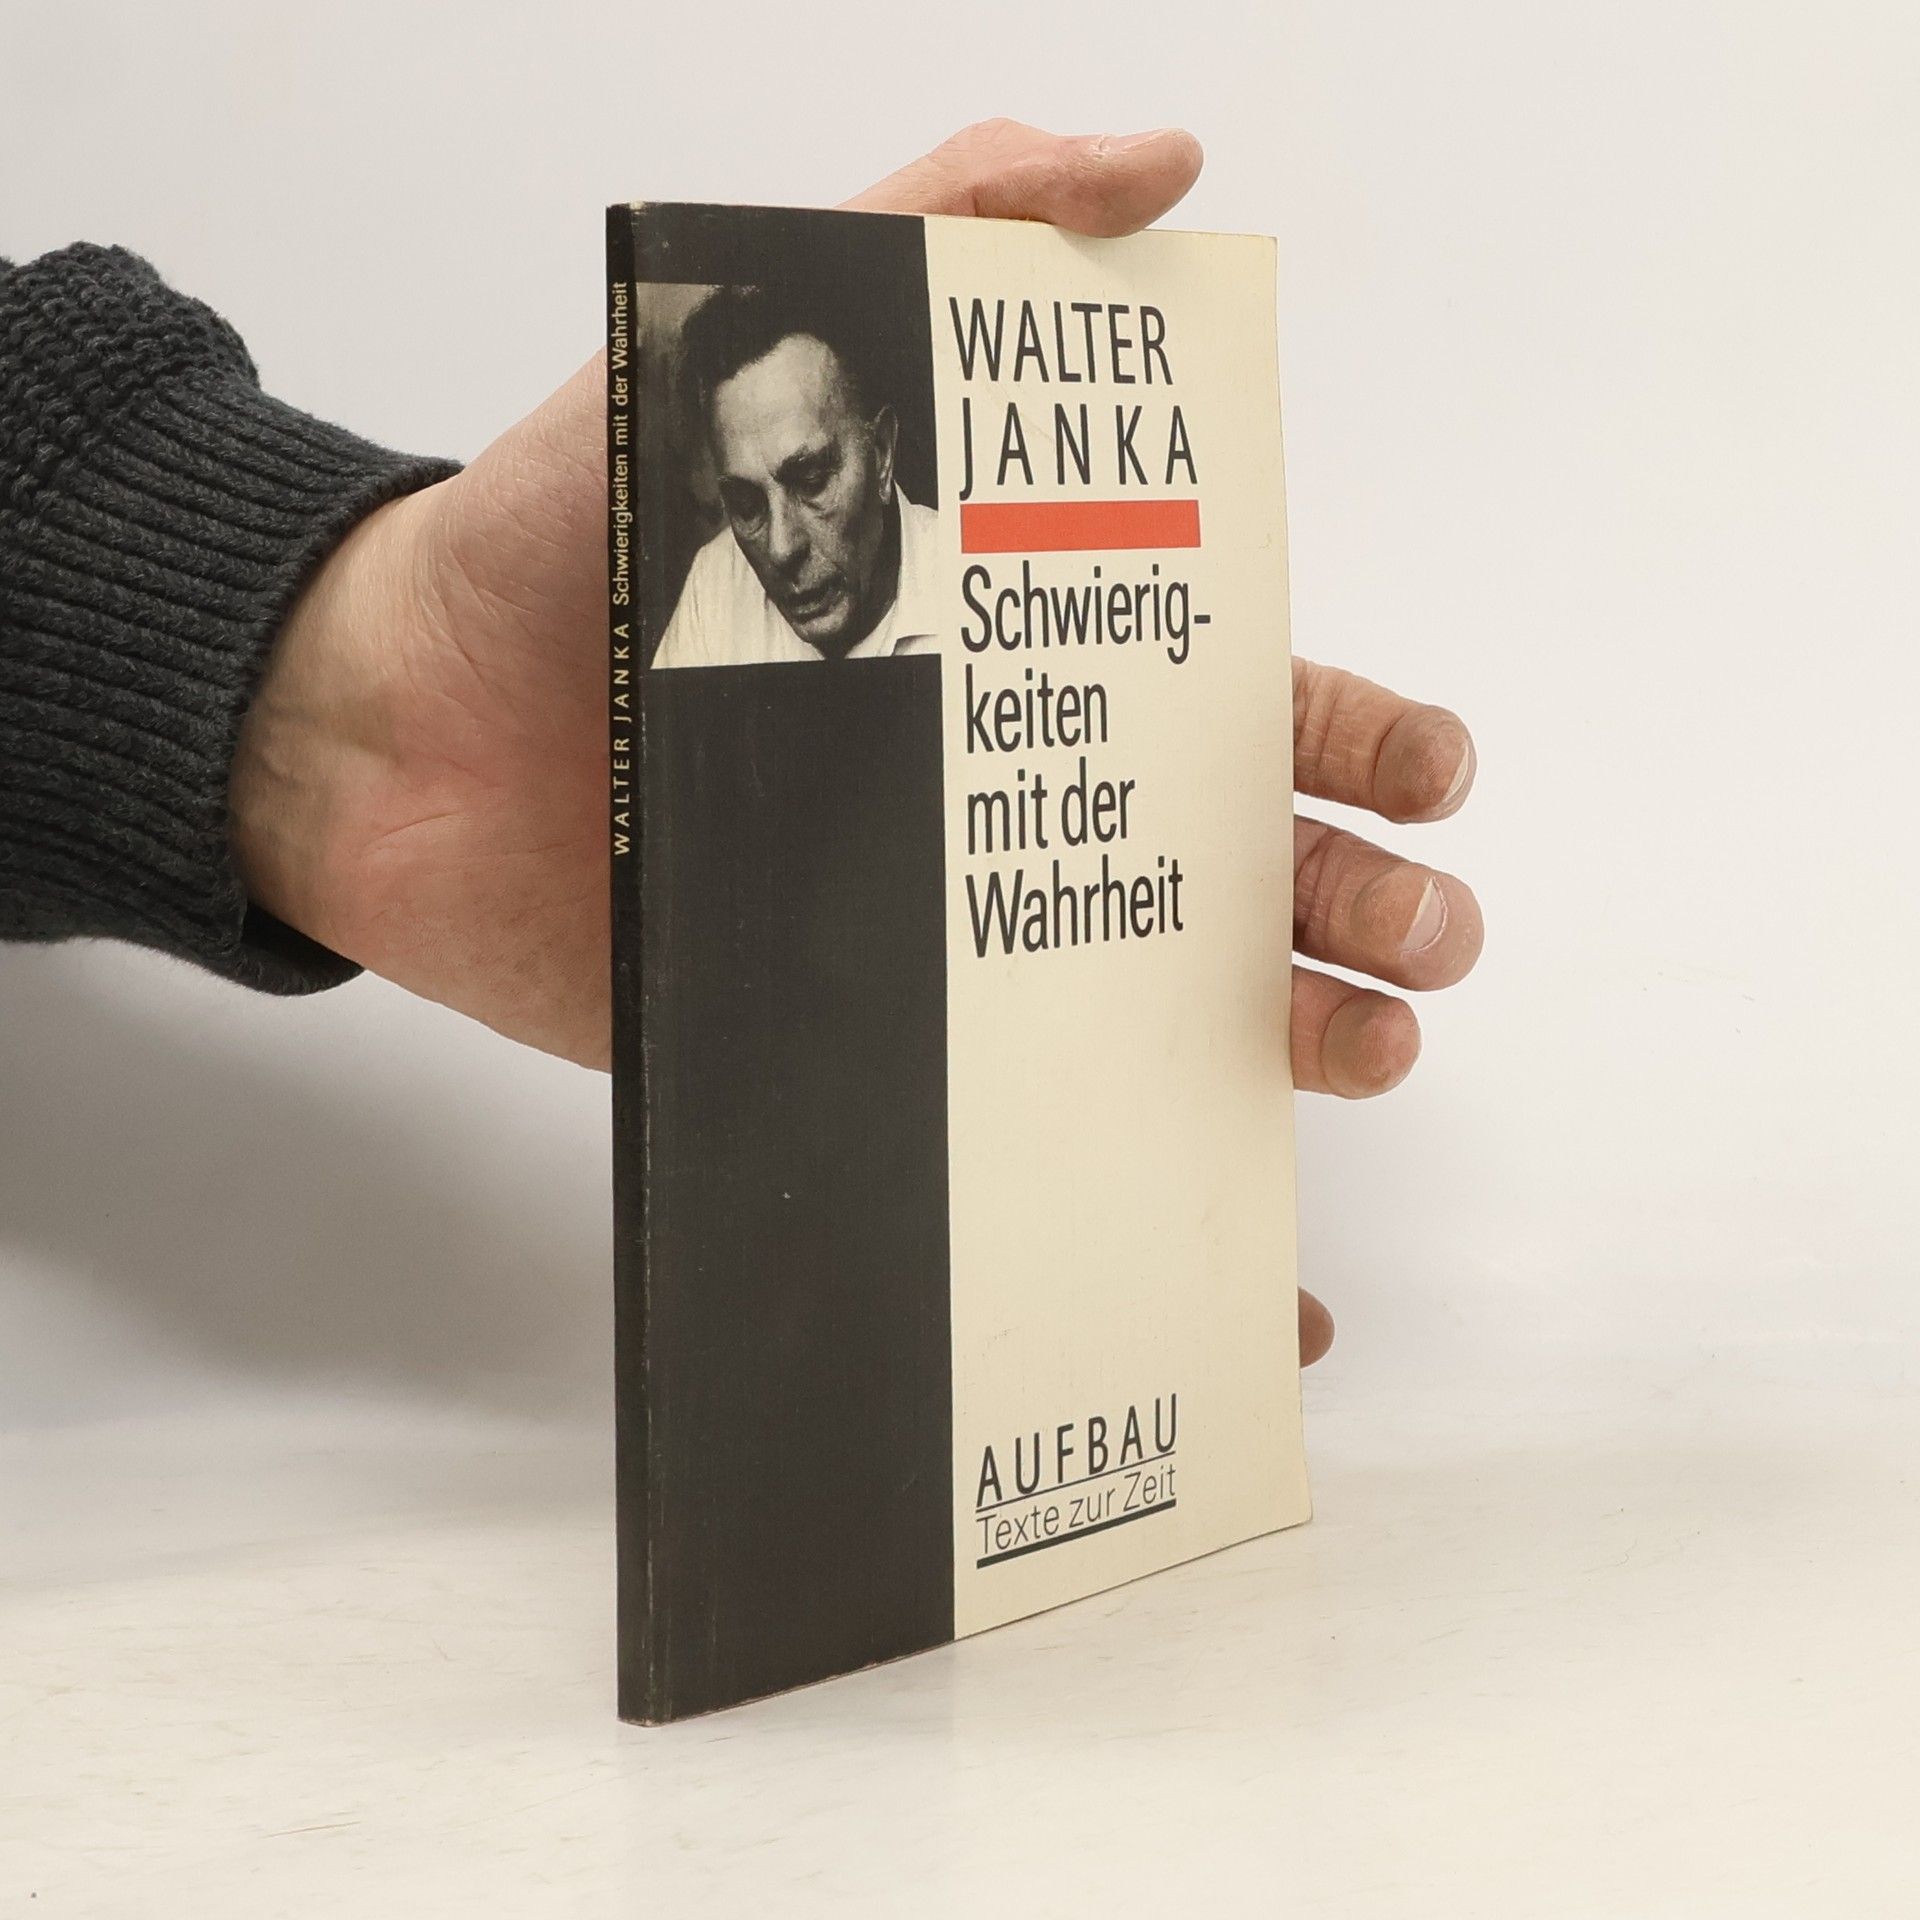 WALTER JANKA Schwierigkeiten mit der Wahrheit
WALTER
JANKA
Schwierig-
keiten
mit der
Wahrheit
AUFBAU
Texte zur Zeit